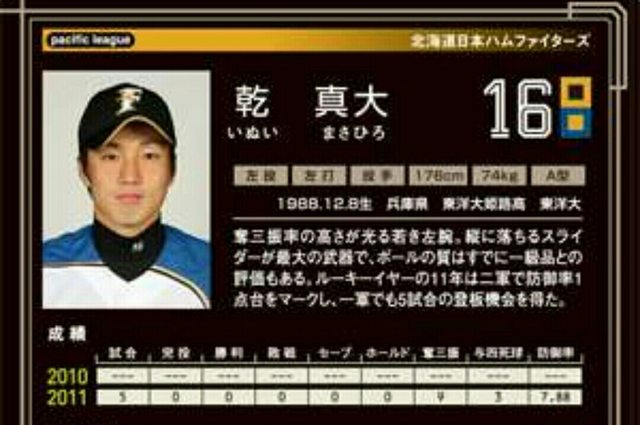 pacific league 北海道日本ハムファイターズ
乾 真大 16
いぬい まさひろ
左投 左打 投手 176cm 74kg A型
1988.12.8生 兵庫県 東洋大姫路高 東洋大
奪三振率の高さが光る若き左腕。縦に落ちるスライ
ダーが最大の武器で、ボールの質はすでに一級品との
評価もある。ルーキーイヤーの11年は二軍で防御率1
点台をマークし、一軍でも5試合の登板機会を得た。
成績
試合 完投 勝利 敗戦 セーブ ホールド 奪三振 与四死球 防御率
2010 --- --- --- --- --- --- --- --- ---
2011 5 0 0 0 0 0 4 3 7.88